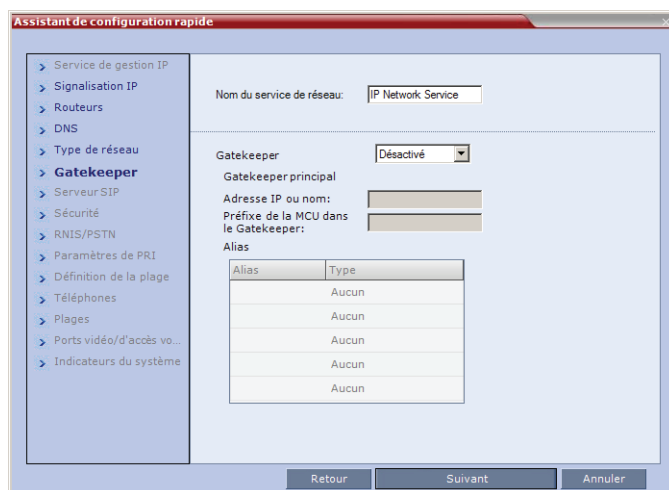 Assistant de configuration rapide
Service de gestion IP
Signalisation IP
Routeurs
DNS
Type de réseau
Gatekeeper
Serveur SIP
Sécurité
RNIS/PSTN
Paramètres de PRI
Définition de la plage
Téléphones
Plages
Ports vidéo/d'accès vo...
Indicateurs du système
Nom du service de réseau: IP Network Service
Gatekeeper Désactivé
Gatekeeper principal
Adresse IP ou nom:
Préfixe de la MCU dans
le Gatekeeper:
Alias
Alias Type
Aucun
Aucun
Aucun
Aucun
Aucun
Retour Suivant Annuler